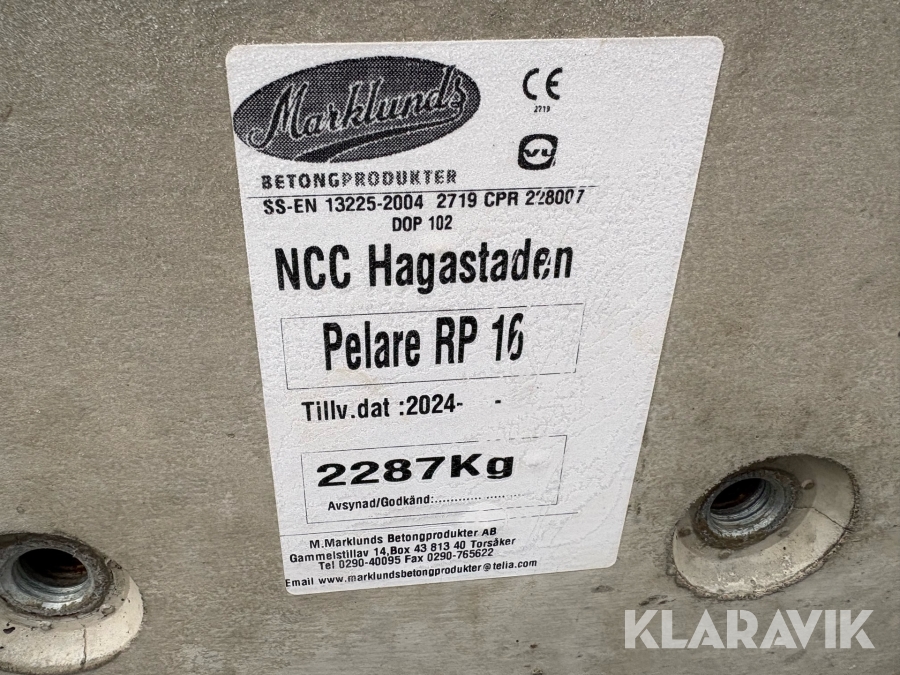 Marklunds
CE
2719
VU
BETONGPRODUKTER
SS-EN 13225-2004 2719 CPR 228007
DOP 102
NCC Hagastaden
Pelare RP 16
Tillv.dat :2024- -
2287Kg
Avsynad/Godkänd:.....................
M.Marklunds Betongprodukter AB
Gammelstillav 14,Box 43 813 40 Torsåker
Tel 0290-40095 Fax 0290-765622
Email www.marklundsbetongprodukter@telia.com
KLARAVIK